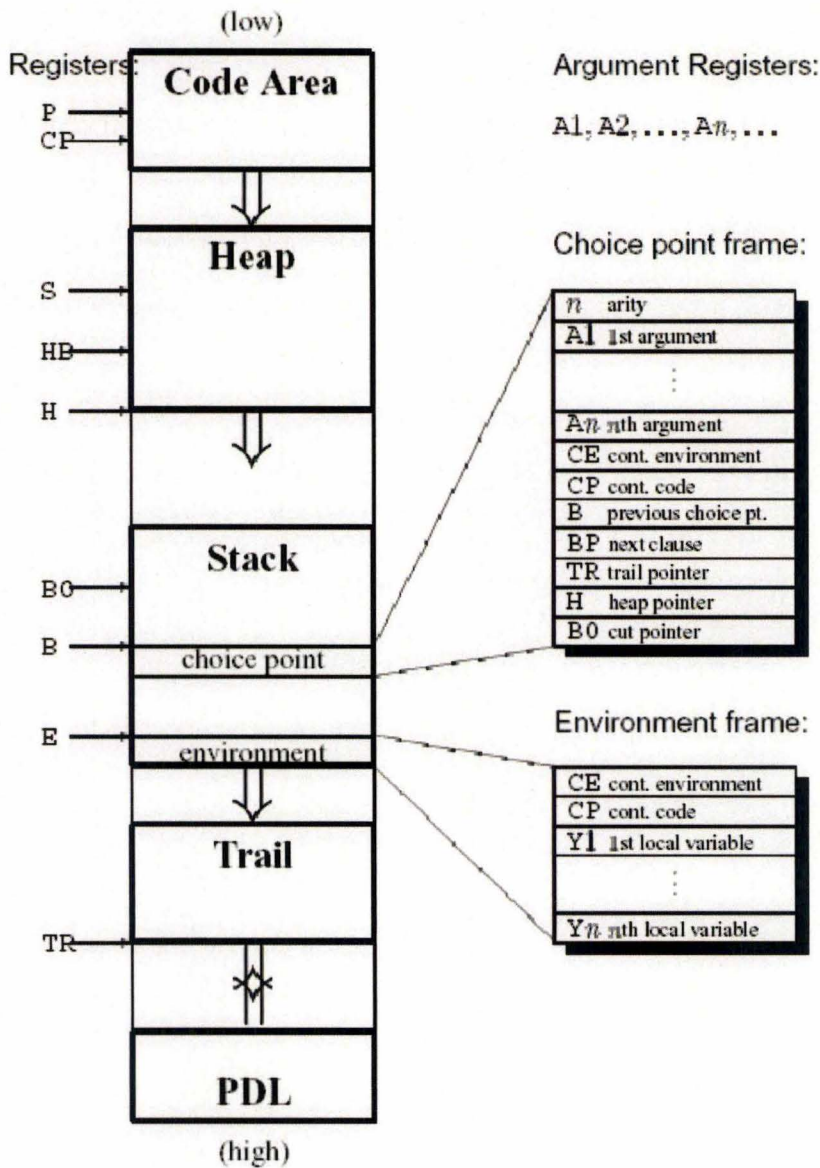 (low)
Registers:
Code Area
P
CP
Heap
S
HB
H
Stack
B0
B
choice point
E
environment
Trail
TR
PDL
(high)
Argument Registers:
A1, A2, ..., An, ...
Choice point frame:
n arity
A1 1st argument
⋮
An nth argument
CE cont. environment
CP cont. code
B previous choice pt.
BP next clause
TR trail pointer
H heap pointer
B0 cut pointer
Environment frame:
CE cont. environment
CP cont. code
Y1 1st local variable
⋮
Yn nth local variable